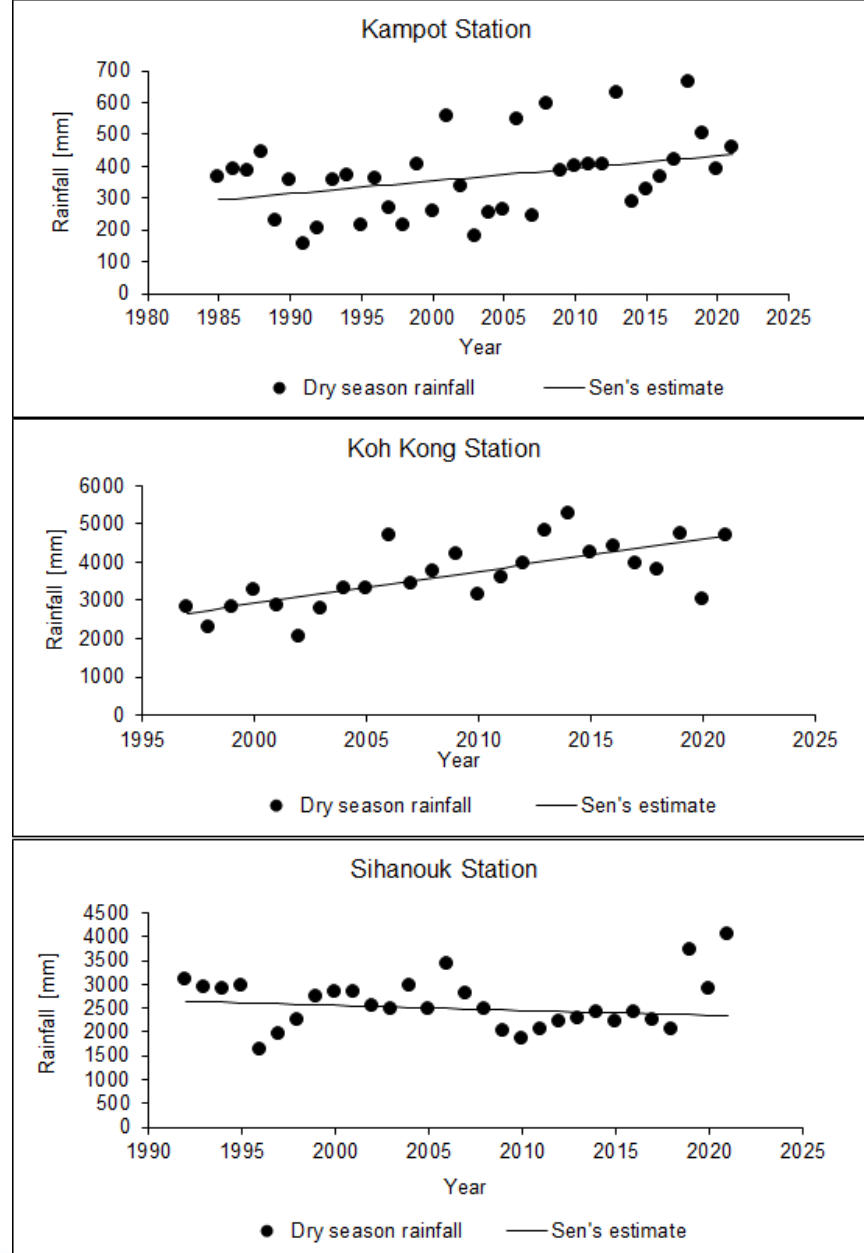 Kampot Station
700
600
500
400
300
200
100
0
Rainfall [mm]
1980 1985 1990 1995 2000 2005 2010 2015 2020 2025
Year
Dry season rainfall Sen's estimate
Koh Kong Station
6000
5000
4000
3000
2000
1000
0
Rainfall [mm]
1995 2000 2005 2010 2015 2020 2025
Year
Dry season rainfall Sen's estimate
Sihanouk Station
4500
4000
3500
3000
2500
2000
1500
1000
500
0
Rainfall [mm]
1990 1995 2000 2005 2010 2015 2020 2025
Year
Dry season rainfall Sen's estimate